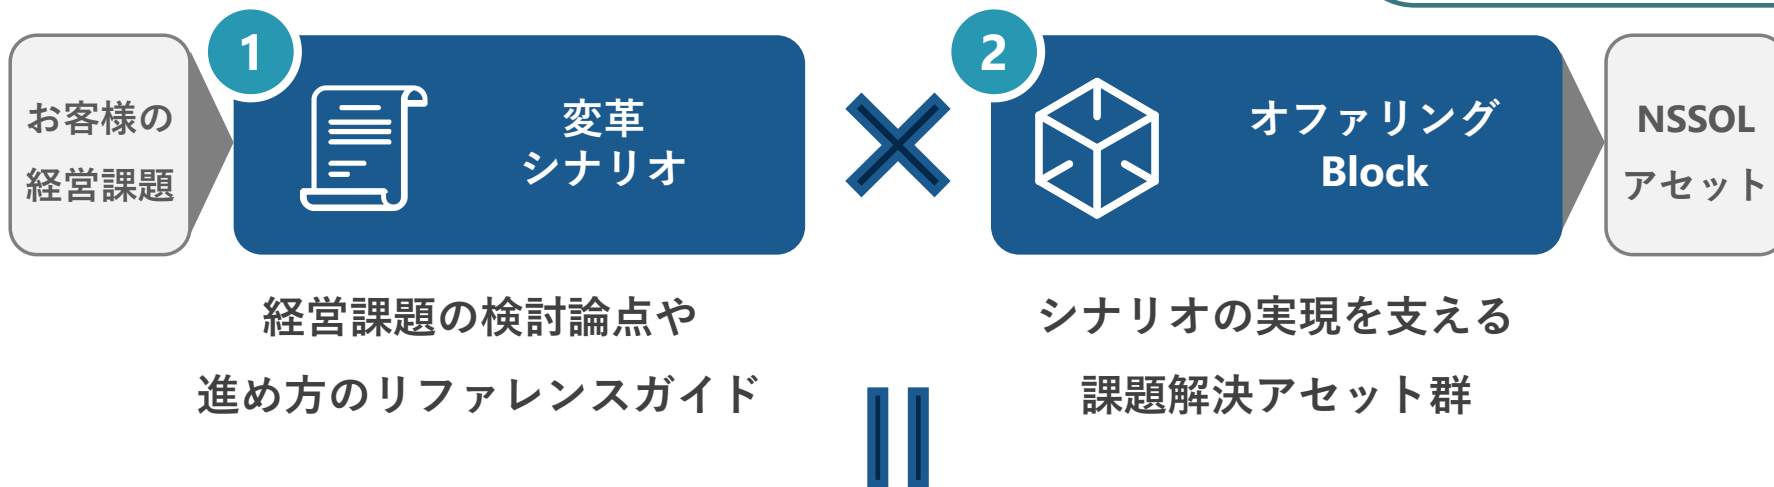 お客様の
経営課題
1
変革
シナリオ
2
オファリング
Block
NSSOL
アセット
経営課題の検討論点や
進め方のリファレンスガイド
シナリオの実現を支える
課題解決アセット群